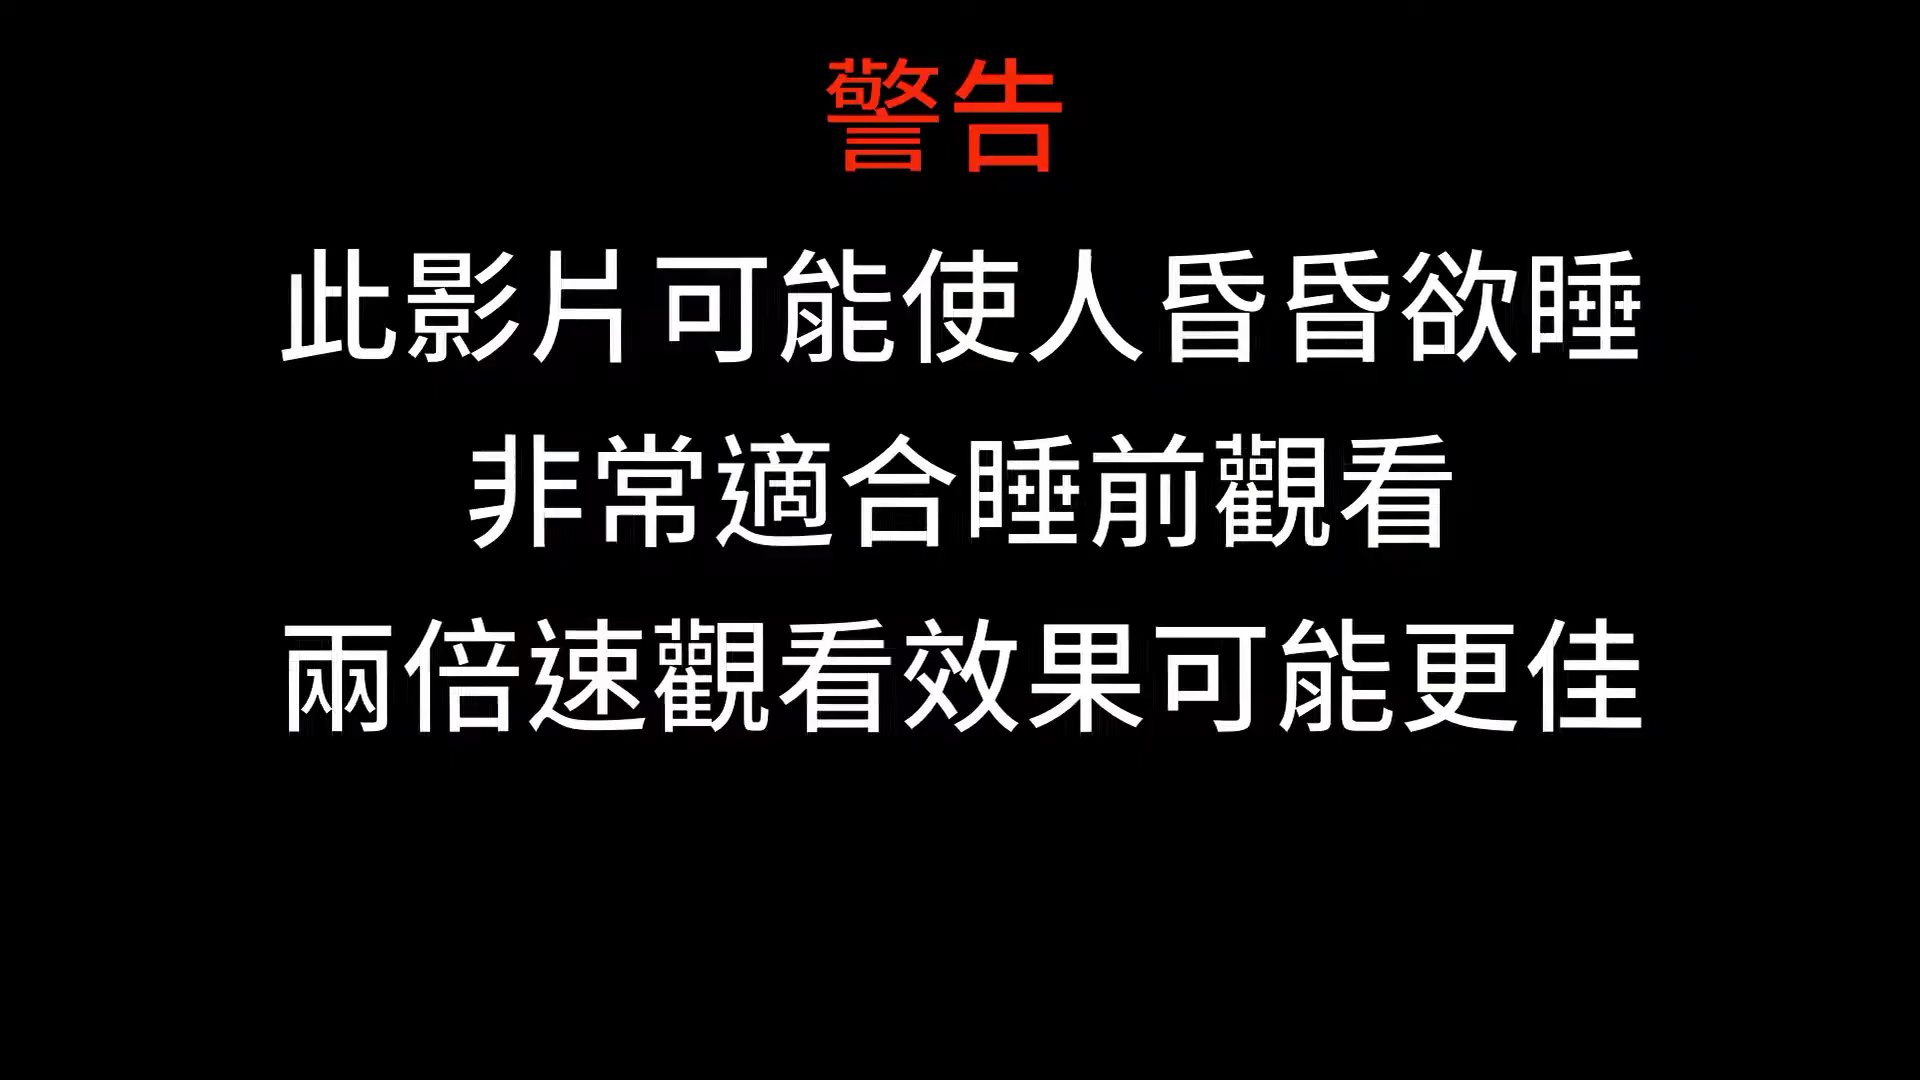 警告
此影片可能使人昏昏欲睡
非常適合睡前觀看
兩倍速觀看效果可能更佳